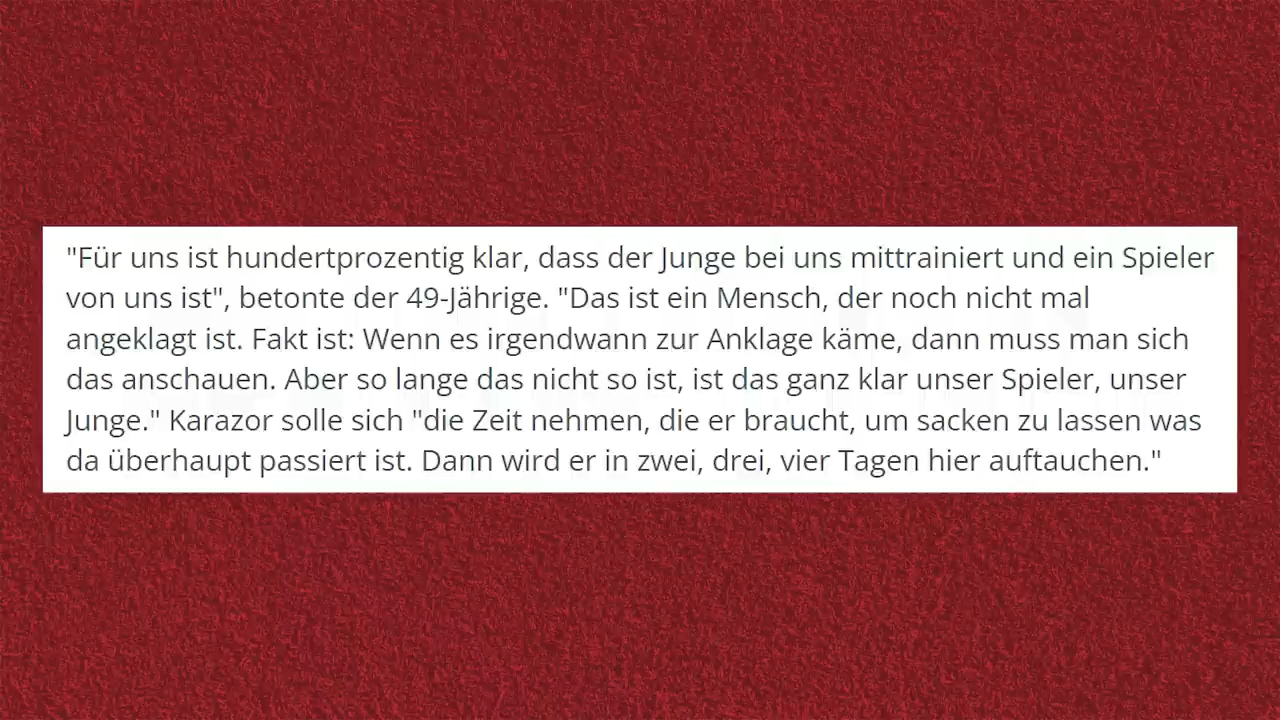 "Für uns ist hundertprozentig klar, dass der Junge bei uns mittrainiert und ein Spieler
von uns ist", betonte der 49-Jährige. "Das ist ein Mensch, der noch nicht mal
angeklagt ist. Fakt ist: Wenn es irgendwann zur Anklage käme, dann muss man sich
das anschauen. Aber so lange das nicht so ist, ist das ganz klar unser Spieler, unser
Junge." Karazor solle sich "die Zeit nehmen, die er braucht, um sacken zu lassen was
da überhaupt passiert ist. Dann wird er in zwei, drei, vier Tagen hier auftauchen."